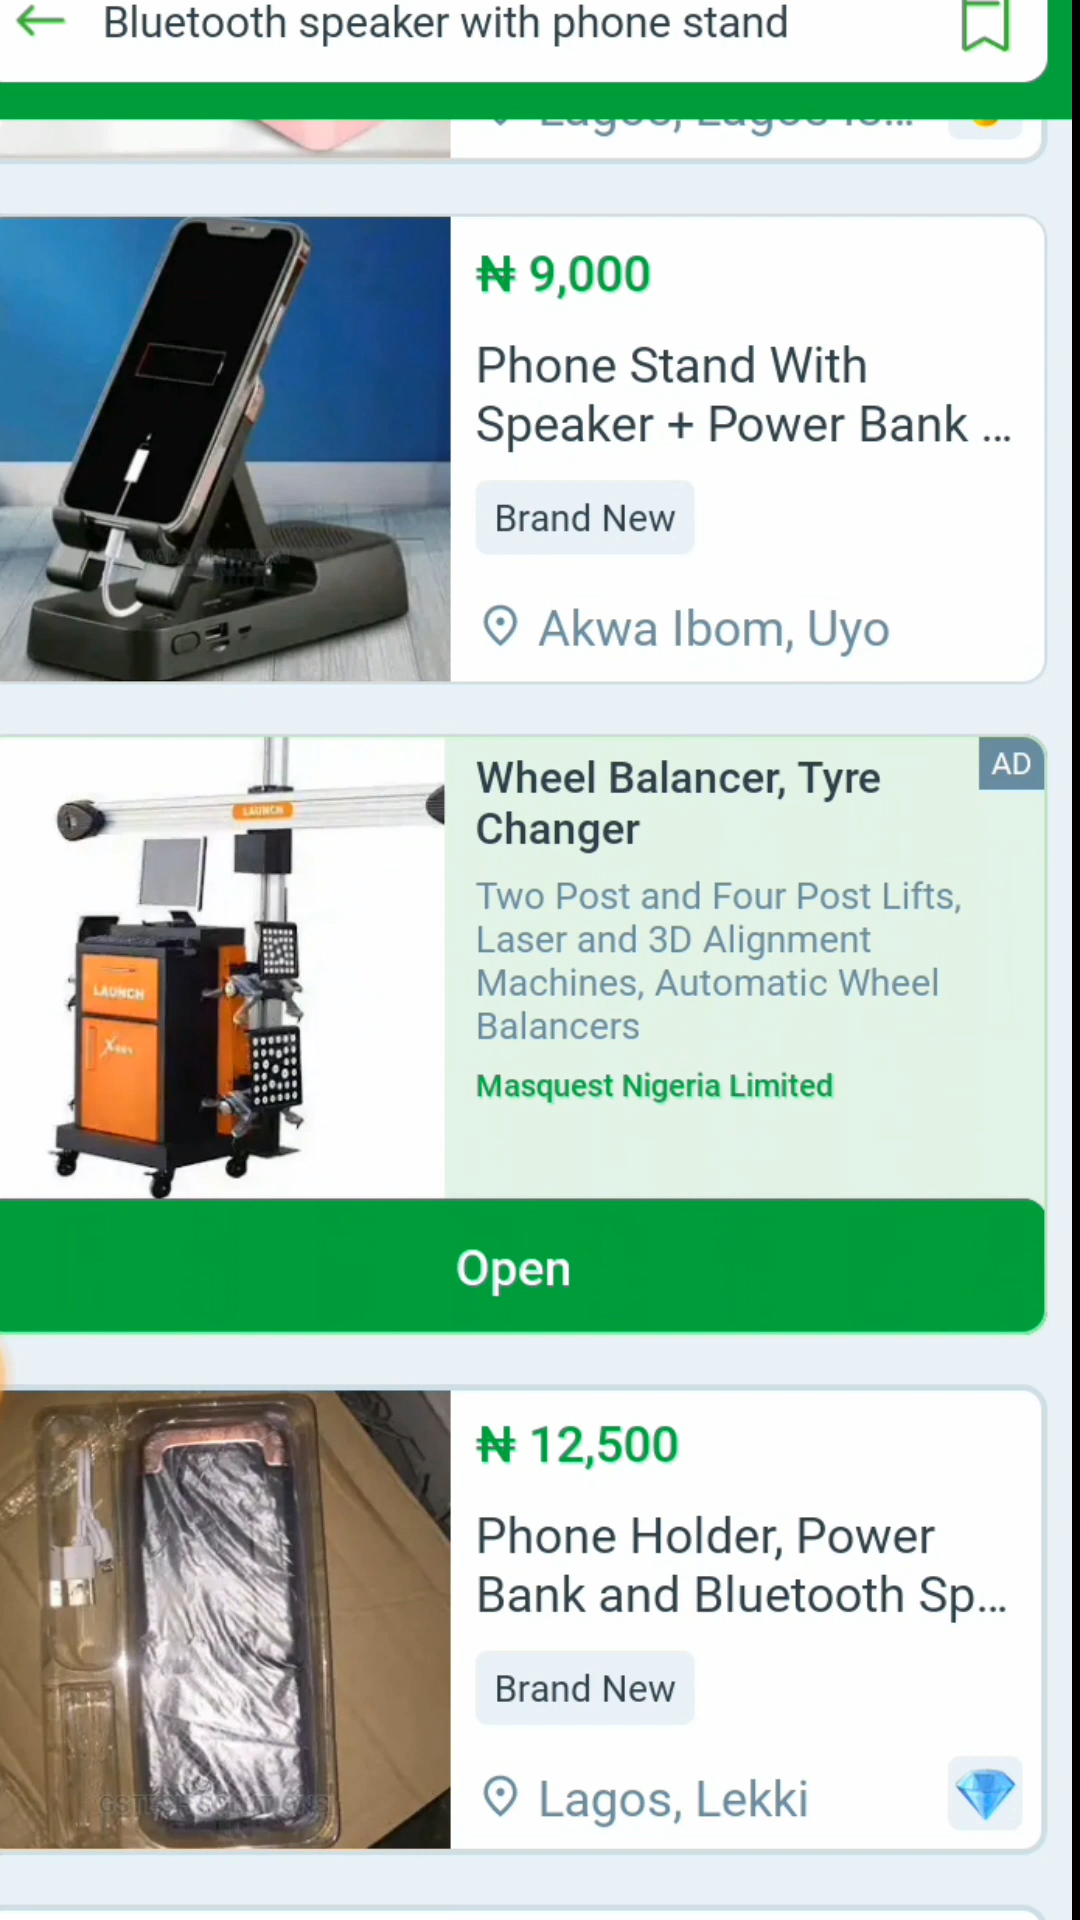 Bluetooth speaker with phone stand
₦ 9,000
Phone Stand With
Speaker + Power Bank ...
Brand New
Akwa Ibom, Uyo
LAUNCH
LAUNCH
Wheel Balancer, Tyre
Changer
AD
Two Post and Four Post Lifts,
Laser and 3D Alignment
Machines, Automatic Wheel
Balancers
Masquest Nigeria Limited
Open
₦ 12,500
Phone Holder, Power
Bank and Bluetooth Sp...
Brand New
GSTECH SOLUTIONS
Lagos, Lekki